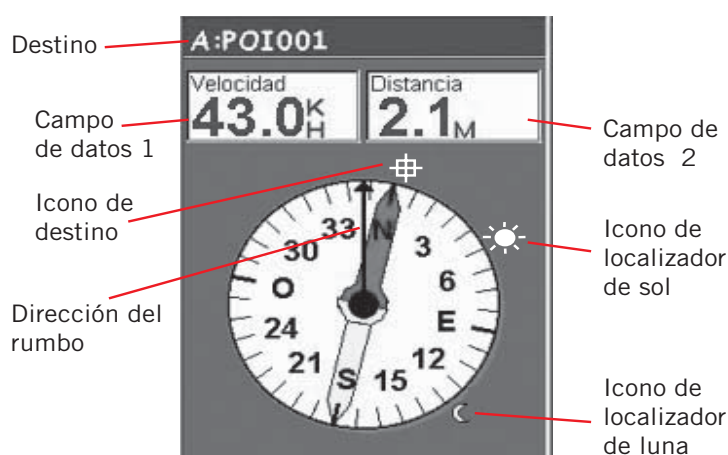 Destino
A:POI001
Velocidad
43.0 K
H
Distancia
2.1 M
Campo
de datos 1
Campo de
datos 2
Icono de
destino
Icono de
localizador
de sol
Dirección del
rumbo
Icono de
localizador
de luna
N
3
6
E
12
15
S
21
24
O
30
33